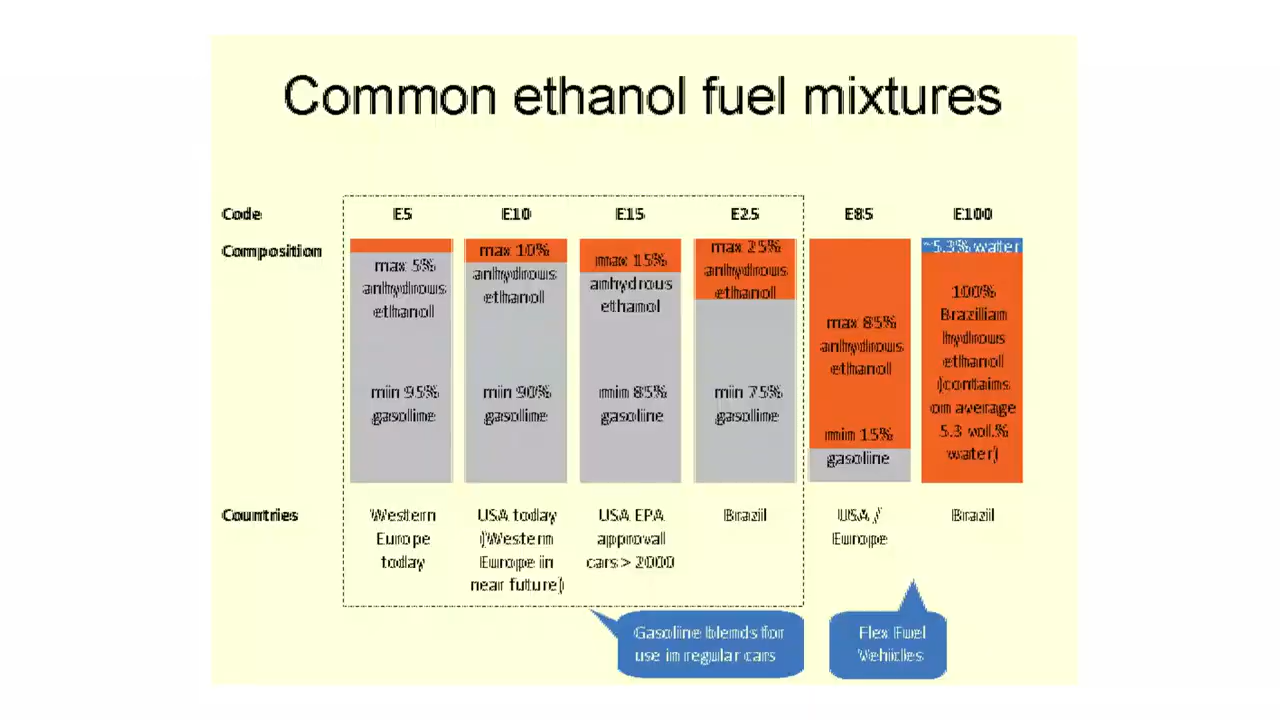 Common ethanol fuel mixtures
Code
E5
E10
E15
E25
E85
E100
Composition
max 5%
anhydrous
ethanol
min 95%
gasoline
max 10%
anhydrous
ethanol
min 90%
gasoline
max 15%
anhydrous
ethanol
min 85%
gasoline
max 25%
anhydrous
ethanol
min 75%
gasoline
max 85%
anhydrous
ethanol
min 15%
gasoline
~5.3% water
100%
Brazilian
hydrous
ethanol
(contains
on average
5.3 vol.%
water)
Countries
Western
Europe
today
USA today
(Western
Europe in
near future)
USA EPA
approval
cars > 2000
Brazil
USA /
Europe
Brazil
Gasoline blends for
use in regular cars
Flex Fuel
Vehicles